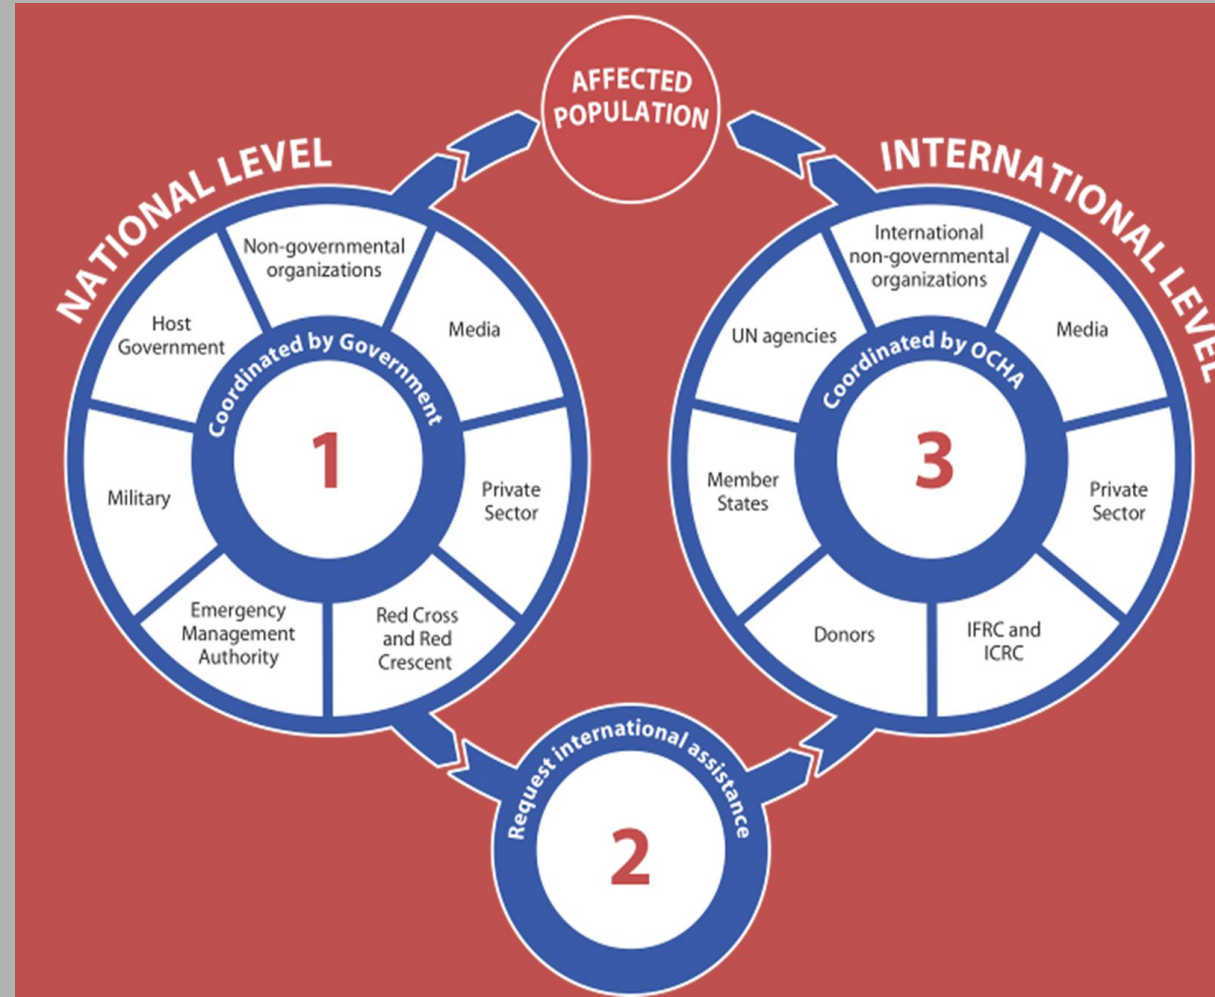 AFFECTED
POPULATION
NATIONAL LEVEL
Non-governmental
organizations
Media
Host
Government
Coordinated by Government
1
Military
Private
Sector
Emergency
Management
Authority
Red Cross
and Red
Crescent
INTERNATIONAL LEVEL
International
non-governmental
organizations
UN agencies
Media
Coordinated by OCHA
3
Member
States
Private
Sector
Donors
IFRC and
ICRC
Request international assistance
2